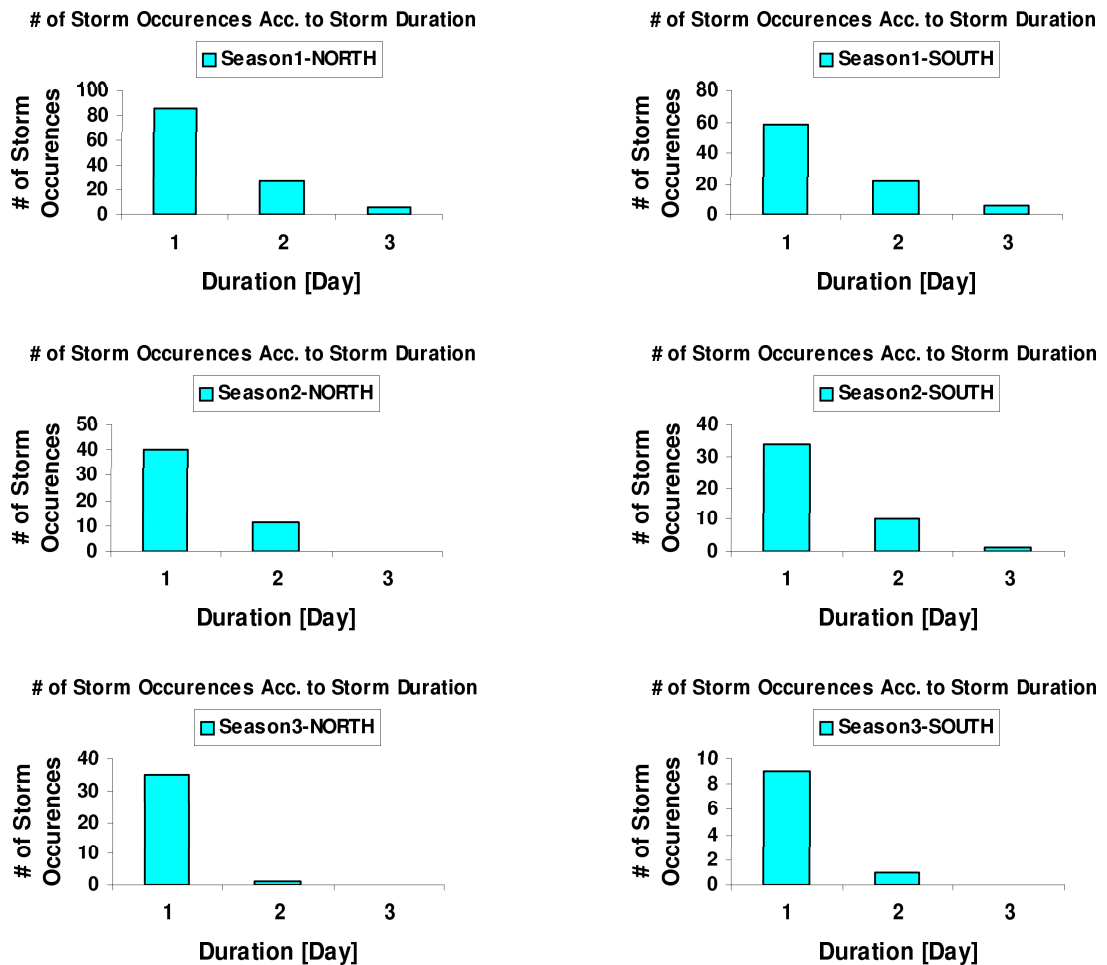 # of Storm Occurences Acc. to Storm Duration
Season1-NORTH
# of Storm
Occurences
100
80
60
40
20
0
1 2 3
Duration [Day]
# of Storm Occurences Acc. to Storm Duration
Season1-SOUTH
# of Storm
Occurences
80
60
40
20
0
1 2 3
Duration [Day]
# of Storm Occurences Acc. to Storm Duration
Season2-NORTH
# of Storm
Occurences
50
40
30
20
10
0
1 2 3
Duration [Day]
# of Storm Occurences Acc. to Storm Duration
Season2-SOUTH
# of Storm
Occurences
40
30
20
10
0
1 2 3
Duration [Day]
# of Storm Occurences Acc. to Storm Duration
Season3-NORTH
# of Storm
Occurences
40
30
20
10
0
1 2 3
Duration [Day]
# of Storm Occurences Acc. to Storm Duration
Season3-SOUTH
# of Storm
Occurences
10
8
6
4
2
0
1 2 3
Duration [Day]